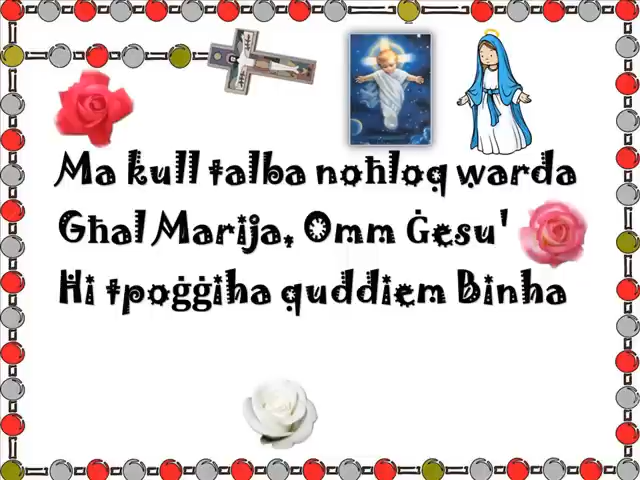 Ma kull talba noħloq warda
Għal Marija, Omm Ġesu'
Hi tpoġġiha quddiem Binha